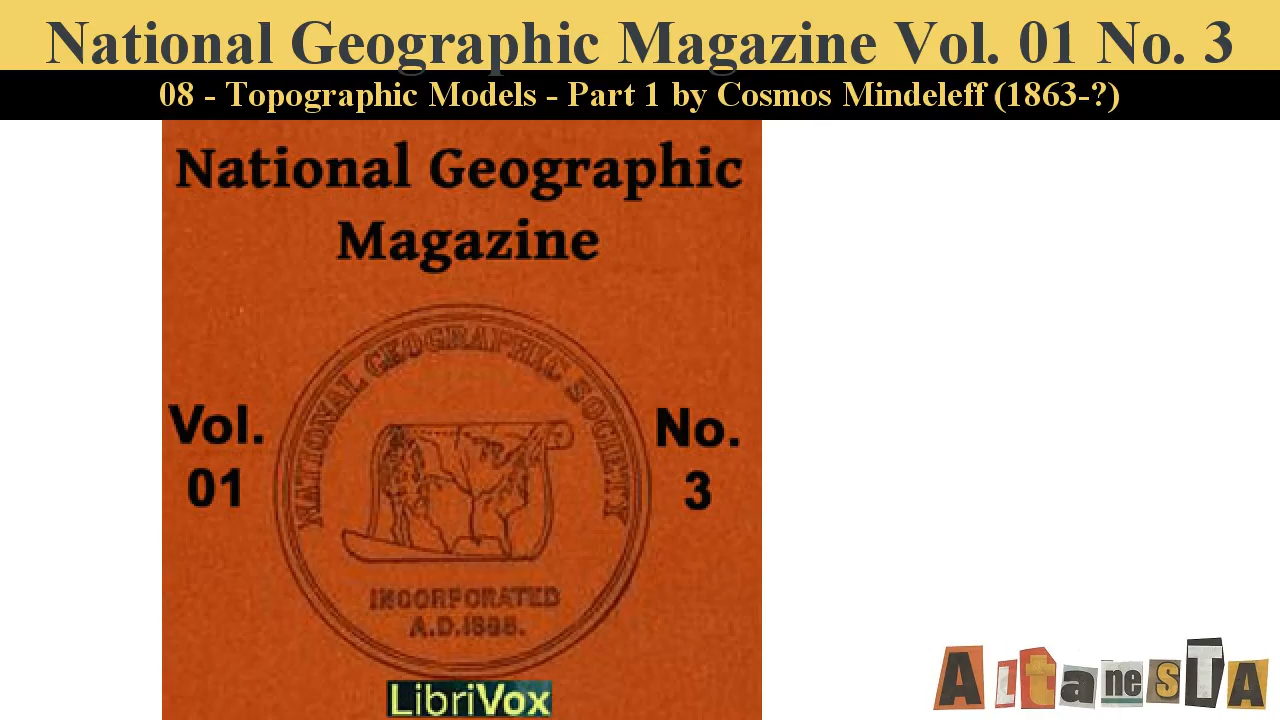 National Geographic Magazine Vol. 01 No. 3
08 - Topographic Models - Part 1 by Cosmos Mindeleff (1863-?)
National Geographic
Magazine
NATIONAL GEOGRAPHIC SOCIETY
Vol.
01
No.
3
INCORPORATED
A.D.1888.
LibriVox
AltanesTA